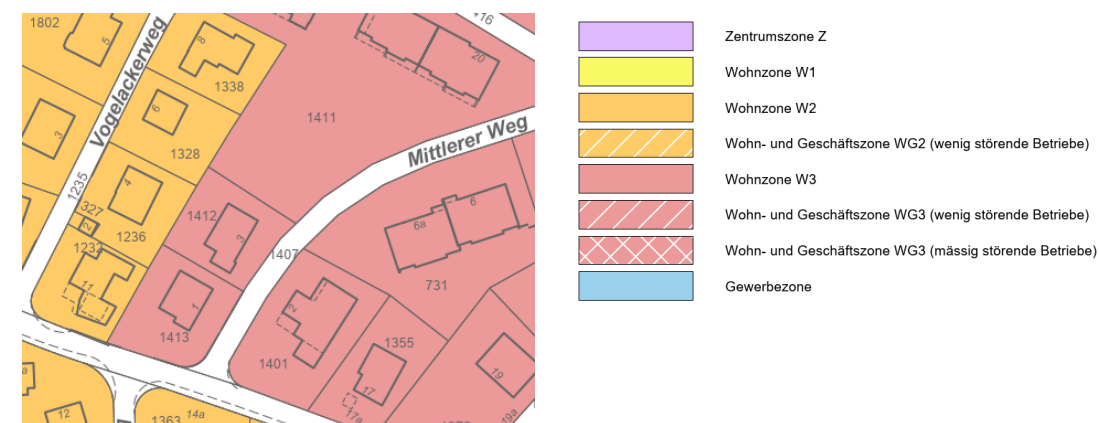 1802
5
8
1338
416
20
Vogelackerweg
6
1328
3
1411
Mittlerer Weg
4
1235
327
2
1236
1232
11
1412
3
1407
6a
6
731
1
1413
2
1401
1355
17
17a
19
19a
12
1363
14a
Zentrumszone Z
Wohnzone W1
Wohnzone W2
Wohn- und Geschäftszone WG2 (wenig störende Betriebe)
Wohnzone W3
Wohn- und Geschäftszone WG3 (wenig störende Betriebe)
Wohn- und Geschäftszone WG3 (mässig störende Betriebe)
Gewerbezone